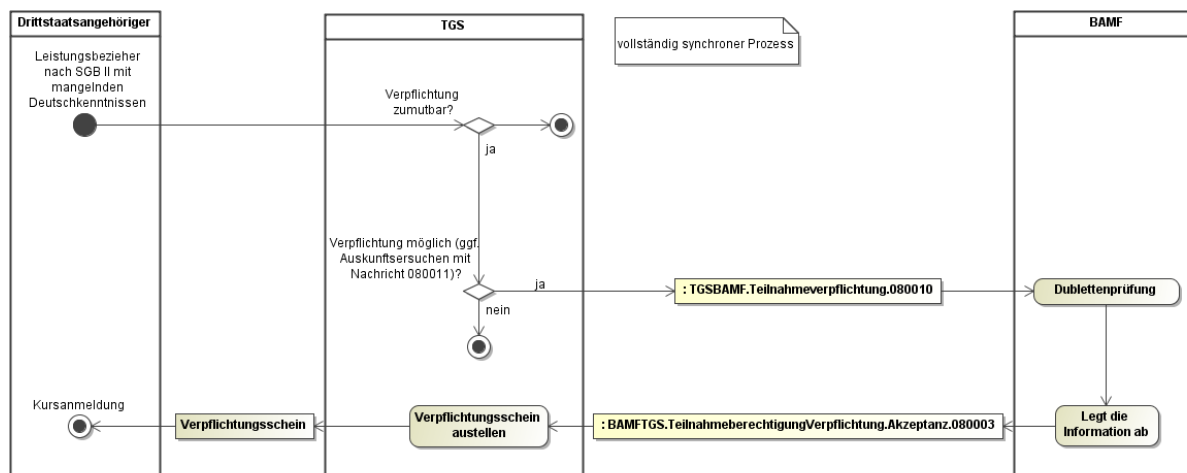 Drittstaatsangehöriger
TGS
BAMF
vollständig synchroner Prozess
Leistungsbezieher
nach SGB II mit
mangelnden
Deutschkenntnissen
Verpflichtung
zumutbar?
ja
Verpflichtung möglich (ggf.
Auskunftsersuchen mit
Nachricht 080011)?
ja
nein
: TGSBAMF.Teilnahmeverpflichtung.080010
Dublettenprüfung
Kursanmeldung
Verpflichtungsschein
Verpflichtungsschein
austellen
: BAMFTGS.TeilnahmeberechtigungVerpflichtung.Akzeptanz.080003
Legt die
Information ab